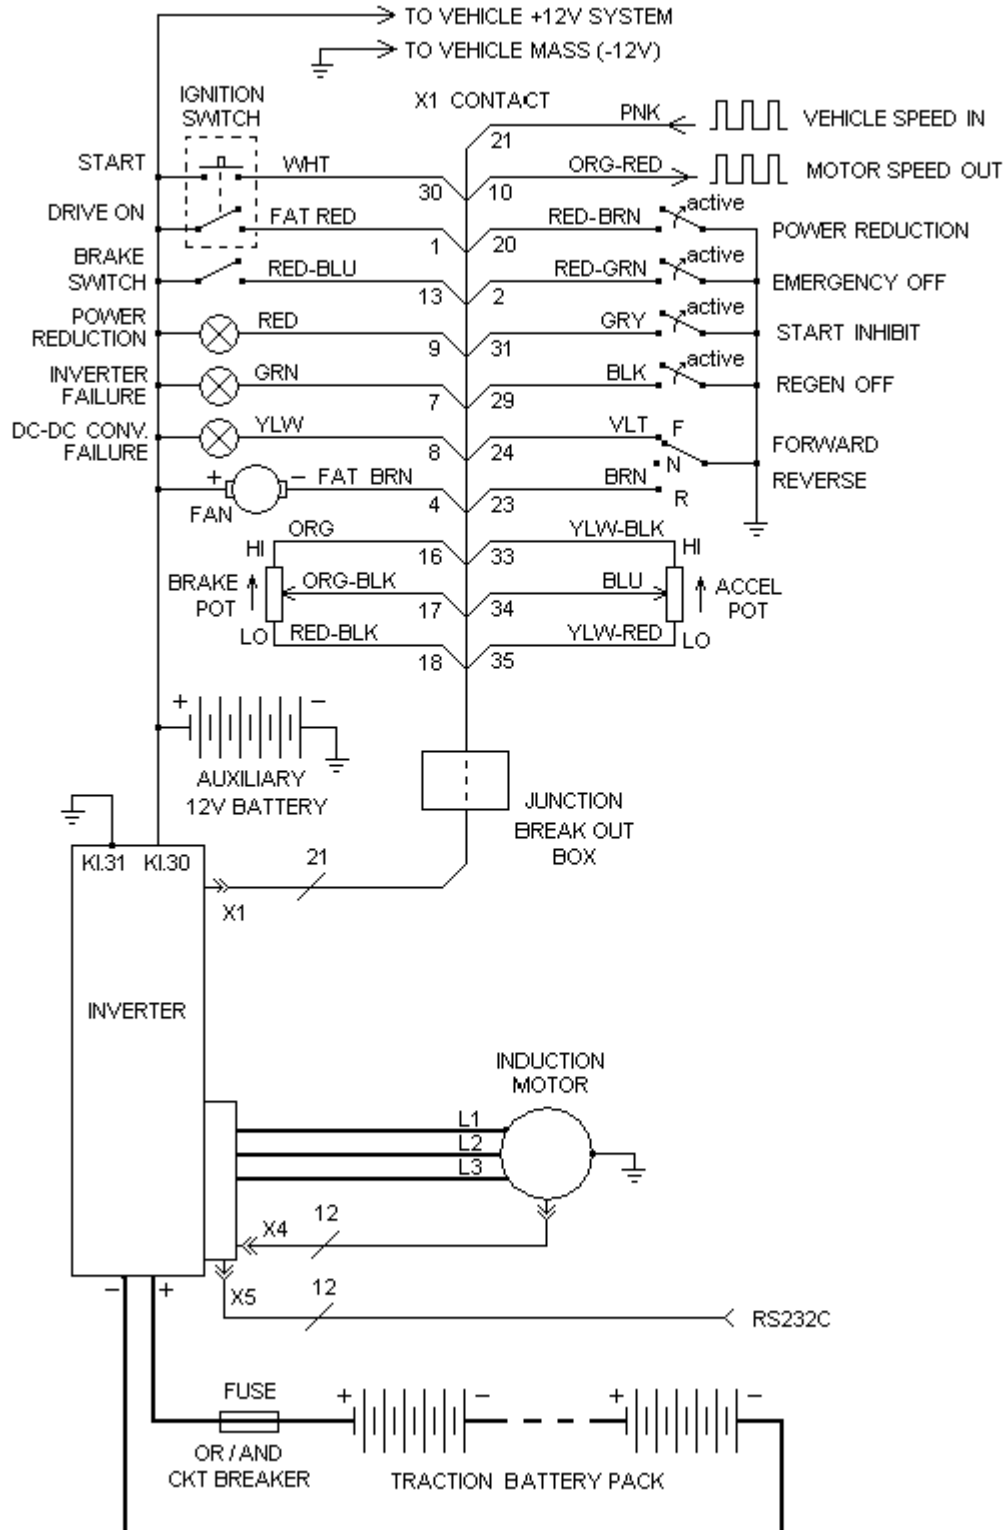 TO VEHICLE +12V SYSTEM
TO VEHICLE MASS (-12V)
X1 CONTACT
IGNITION
SWITCH
PNK
21
VEHICLE SPEED IN
START
WHT
30
10
ORG-RED
MOTOR SPEED OUT
DRIVE ON
FAT RED
1
20
RED-BRN
active
POWER REDUCTION
BRAKE
SWITCH
RED-BLU
13
2
RED-GRN
active
EMERGENCY OFF
POWER
REDUCTION
RED
9
31
GRY
active
START INHIBIT
INVERTER
FAILURE
GRN
7
29
BLK
active
REGEN OFF
DC-DC CONV.
FAILURE
YLW
8
24
VLT
F
N
R
FORWARD
REVERSE
+
−
FAN
FAT BRN
4
23
BRN
HI
ORG
16
33
YLW-BLK
HI
BRAKE
POT
ORG-BLK
17
34
BLU
ACCEL
POT
LO
RED-BLK
18
35
YLW-RED
LO
+
−
AUXILIARY
12V BATTERY
JUNCTION
BREAK OUT
BOX
KI.31
KI.30
21
X1
INVERTER
INDUCTION
MOTOR
L1
L2
L3
X4
12
−
+
X5
12
RS232C
FUSE
OR / AND
CKT BREAKER
+
−
+
−
TRACTION BATTERY PACK